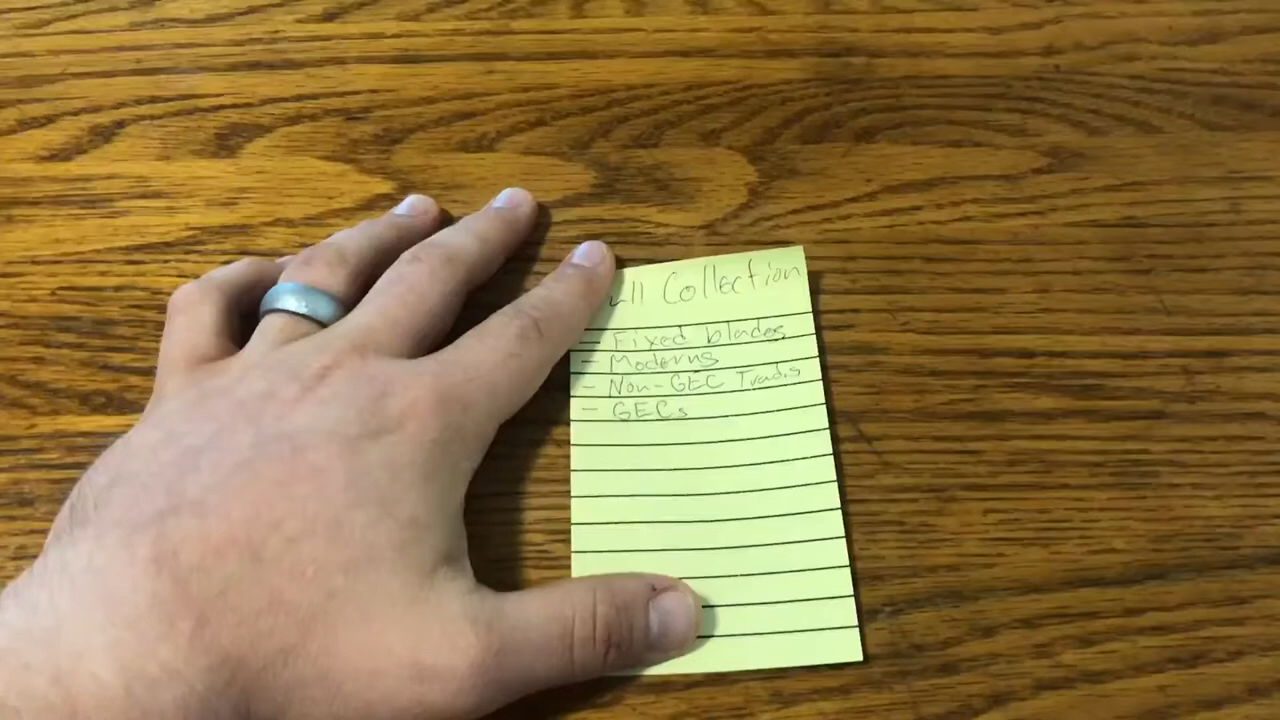 Collection
- Fixed blades
- Moderns
- Non-GEC Trads
- GECs